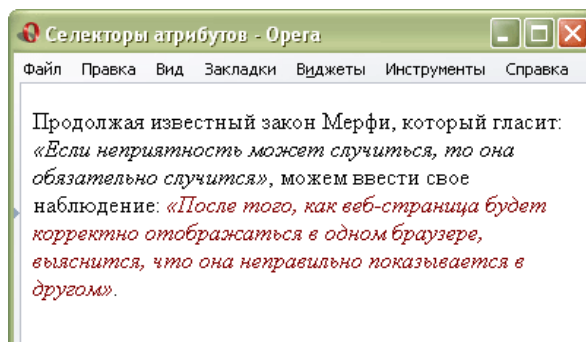 Селекторы атрибутов - Opera
Файл Правка Вид Закладки Виджеты Инструменты Справка
Продолжая известный закон Мерфи, который гласит:
«Если неприятность может случиться, то она
обязательно случится», можем ввести свое
наблюдение: «После того, как веб-страница будет
корректно отображаться в одном браузере,
выяснится, что она неправильно показывается в
другом».